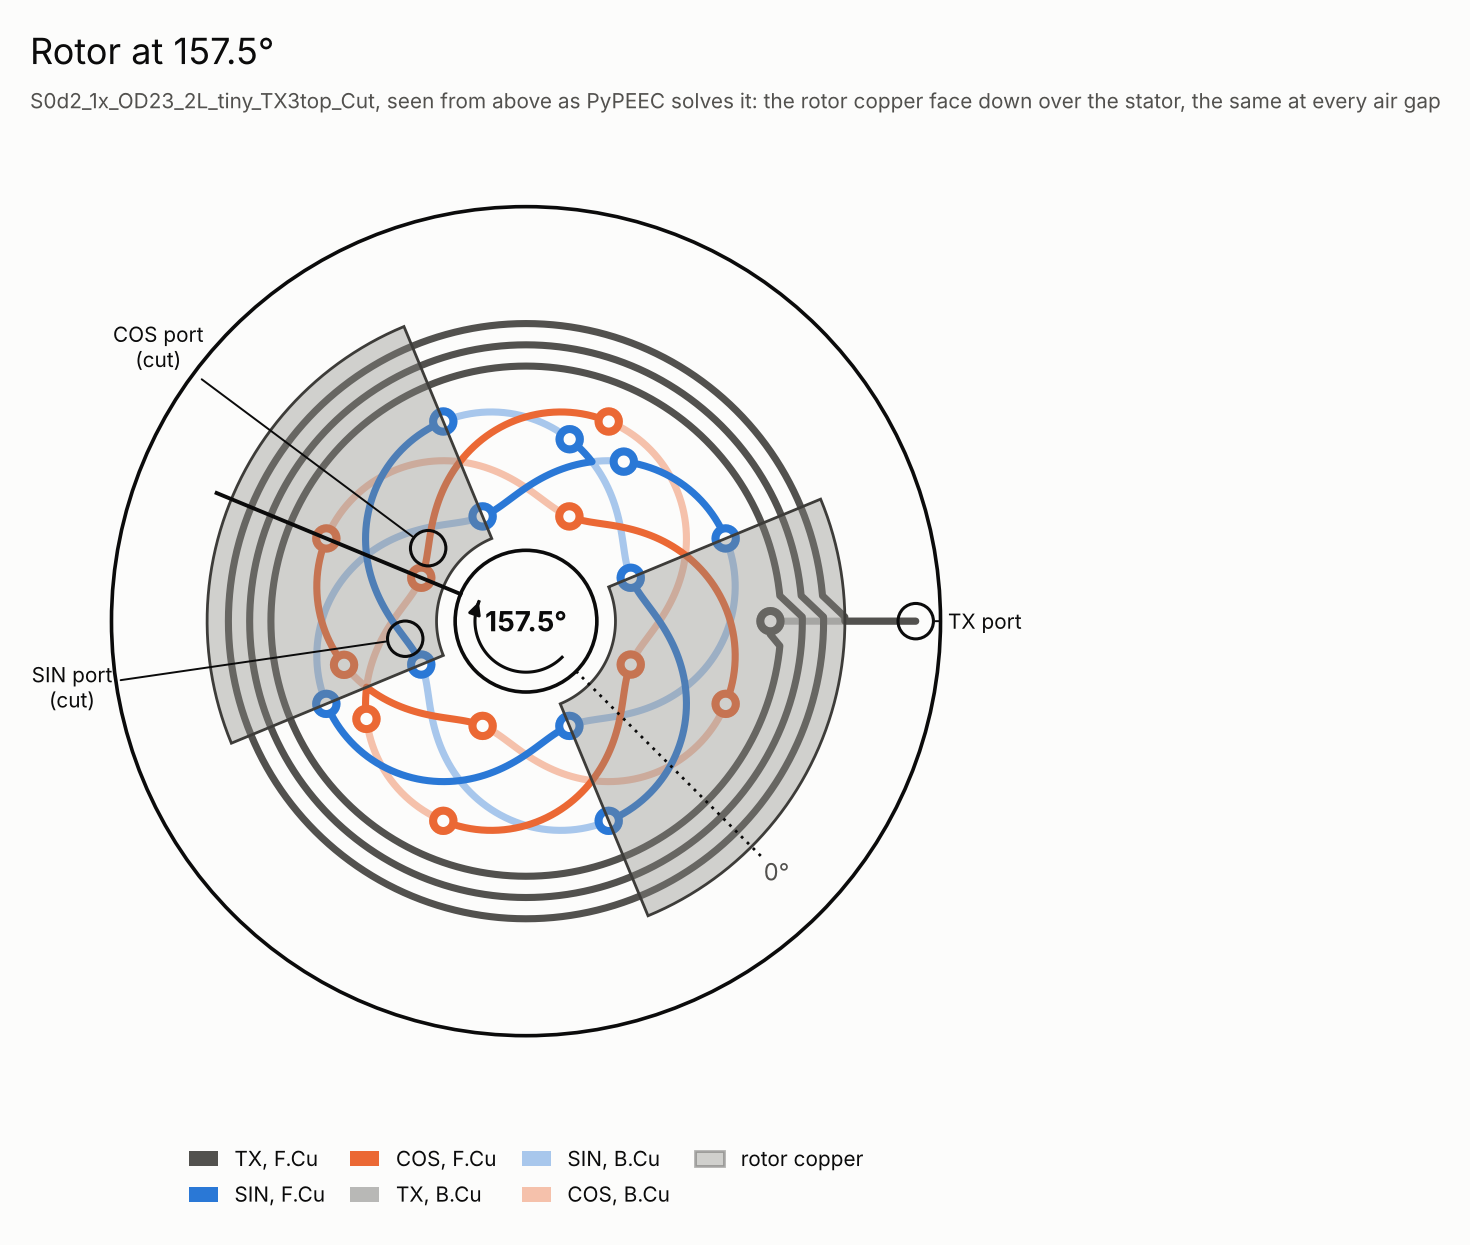 Rotor at 157.5°
S0d2_1x_OD23_2L_tiny_TX3top_Cut, seen from above as PyPEEC solves it: the rotor copper face down over the stator, the same at every air gap
COS port
(cut)
157.5°
TX port
SIN port
(cut)
0°
TX, F.Cu
COS, F.Cu
SIN, B.Cu
rotor copper
SIN, F.Cu
TX, B.Cu
COS, B.Cu